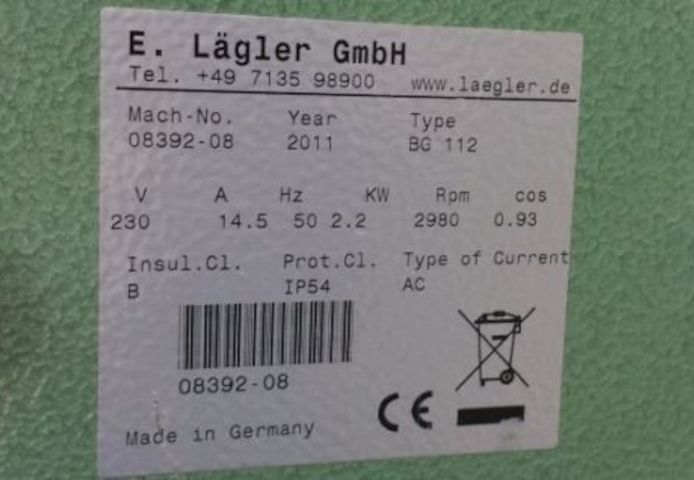 E. Lägler GmbH
Tel. +49 7135 98900 www.laegler.de
Mach-No. Year Type
08392-08 2011 BG 112
V A Hz KW Rpm cos
230 14.5 50 2.2 2980 0.93
Insul.Cl. Prot.Cl. Type of Current
B IP54 AC
08392-08
CE
Made in Germany